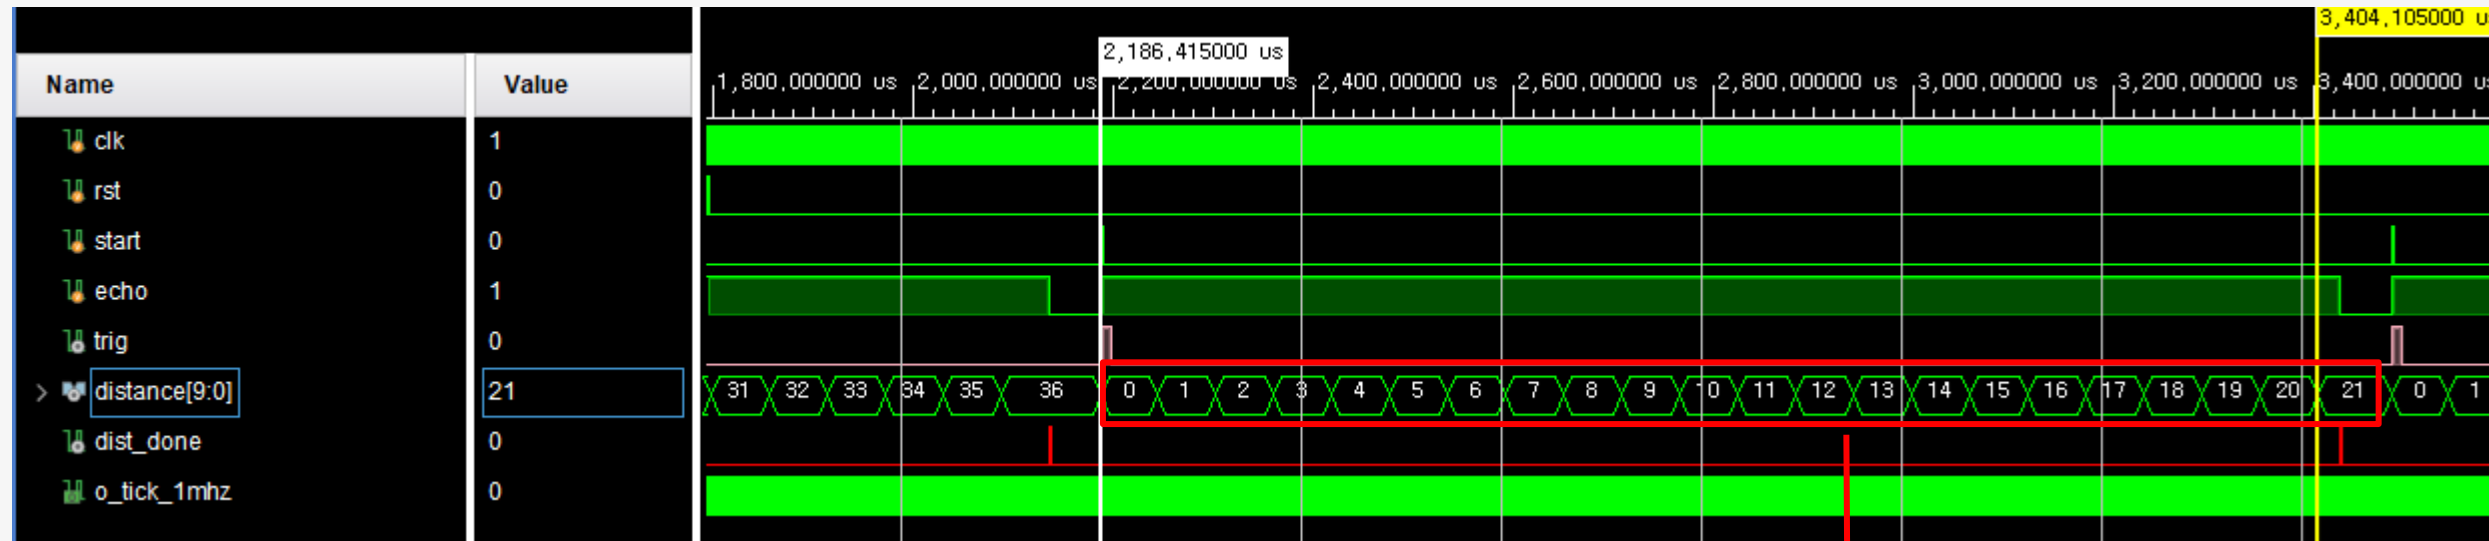 3,404.105000 u
2,186.415000 us
Name Value
1,800.000000 us 2,000.000000 us 2,200.000000 us 2,400.000000 us 2,600.000000 us 2,800.000000 us 3,000.000000 us 3,200.000000 us 3,400.000000 u
clk 1
rst 0
start 0
echo 1
trig 0
distance[9:0] 21 31 32 33 34 35 36 0 1 2 3 4 5 6 7 8 9 10 11 12 13 14 15 16 17 18 19 20 21 0 1
dist_done 0
o_tick_1mhz 0